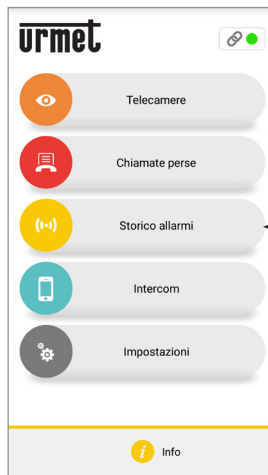 urmet
Telecamere
Chiamate perse
Storico allarmi
Intercom
Impostazioni
i Info